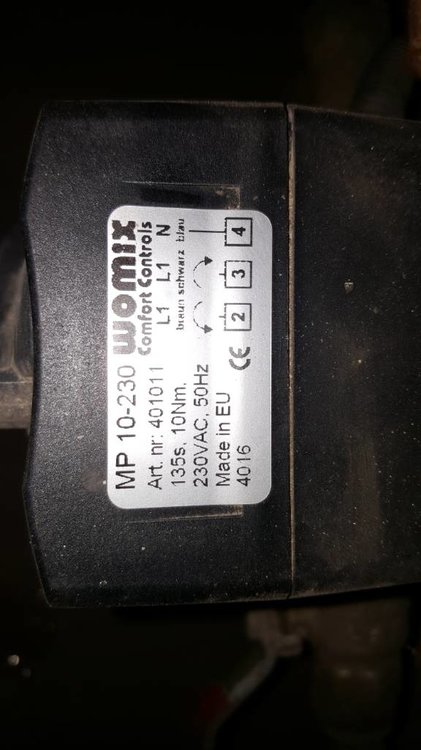 MP 10-230
Art. nr: 401011
135s, 10Nm,
230VAC, 50Hz
Made in EU
4016
CE
womix
Comfort Controls
L1 L1 N
braun schwarz blau
2 3 4